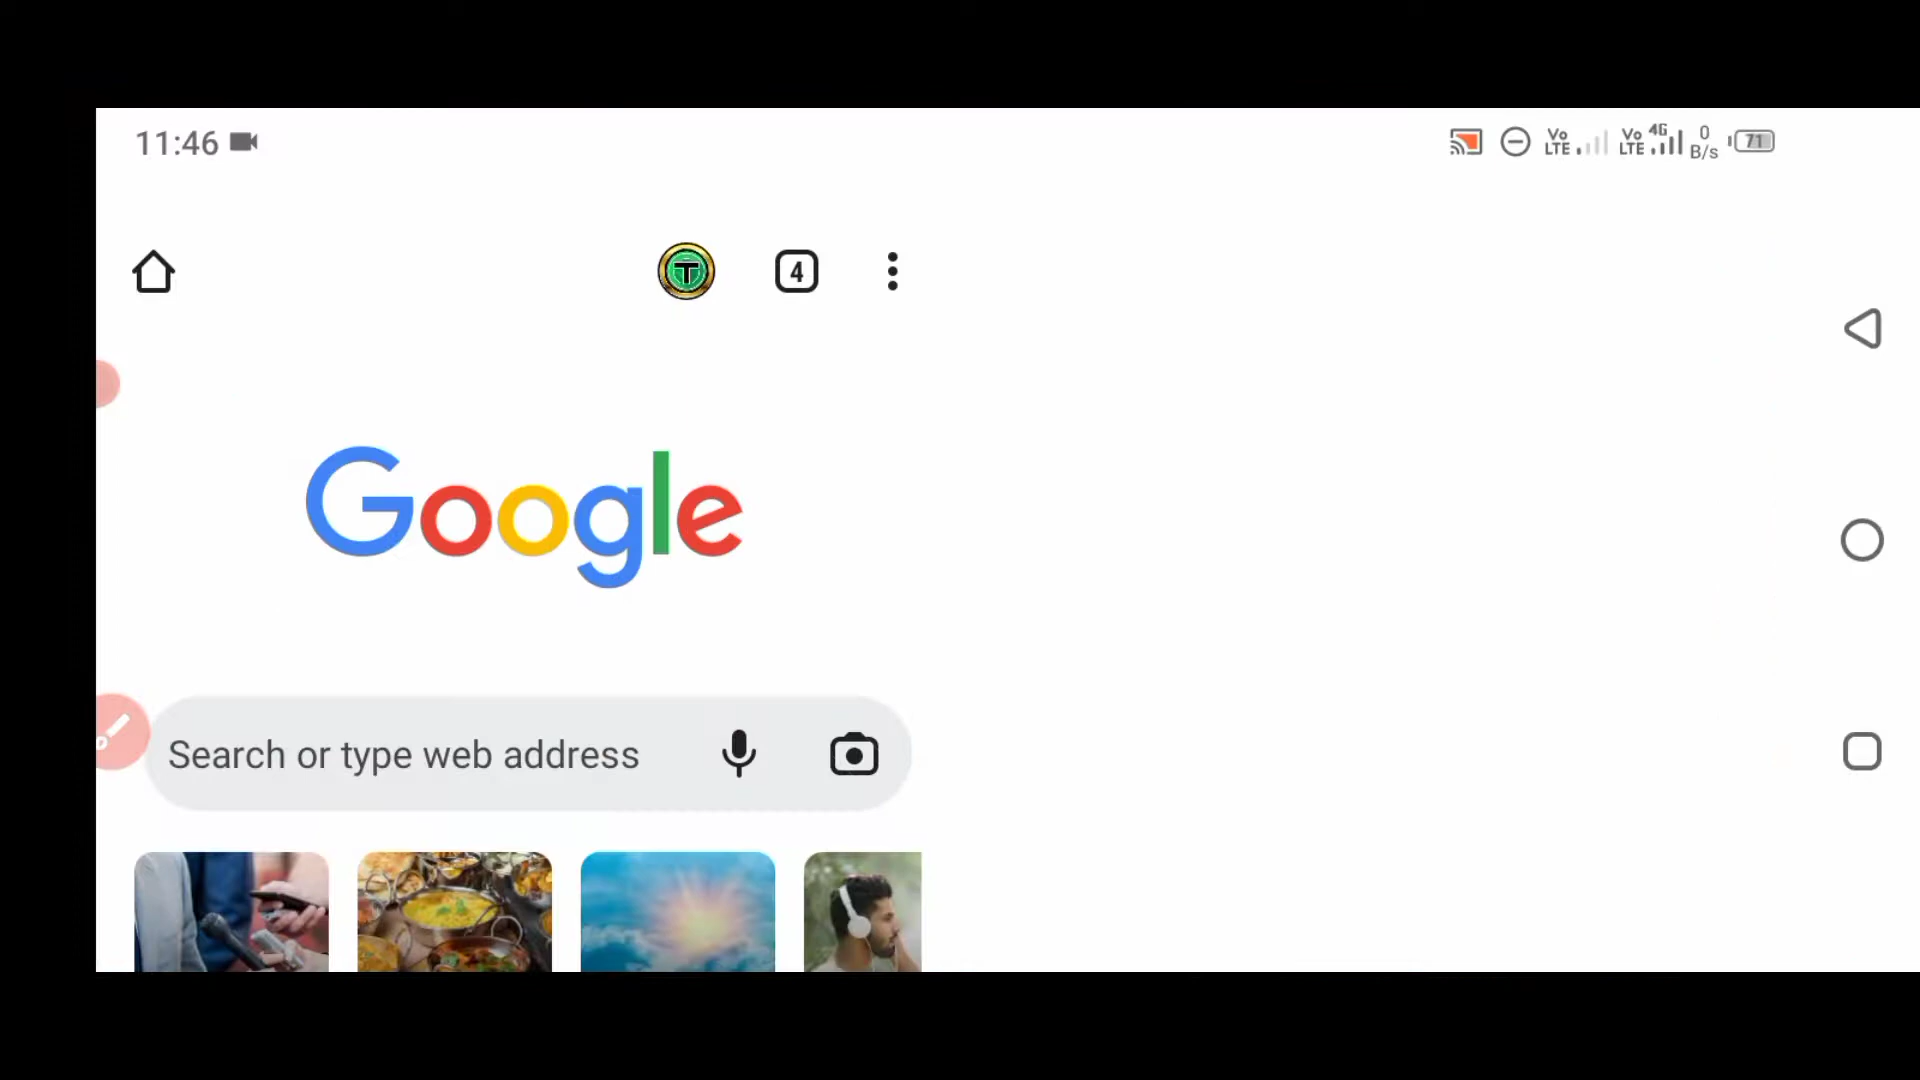 11:46
Vo LTE Vo LTE 4G 0 B/s 71
T 4
Google
Search or type web address